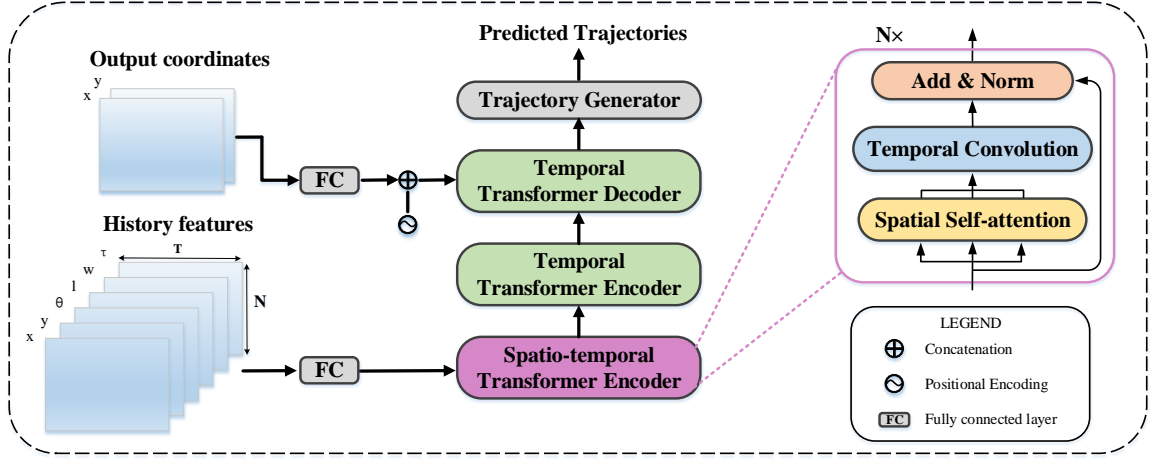 Output coordinates
y
x
FC
History features
τ
w
l
θ
y
x
T
N
FC
Predicted Trajectories
Trajectory Generator
Temporal
Transformer Decoder
Temporal
Transformer Encoder
Spatio-temporal
Transformer Encoder
N×
Add & Norm
Temporal Convolution
Spatial Self-attention
LEGEND
Concatenation
Positional Encoding
FC Fully connected layer